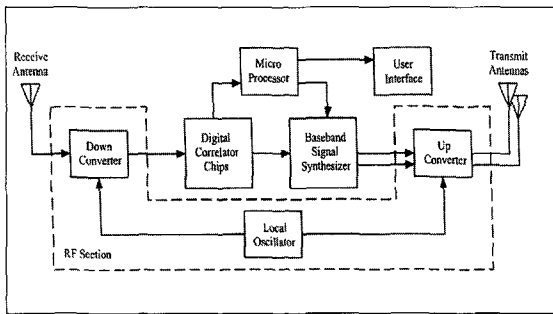 Receive
Antenna
Micro
Processor
User
Interface
Transmit
Antennas
Down
Converter
Digital
Correlator
Chips
Baseband
Signal
Synthesizer
Up
Converter
Local
Oscillator
RF Section